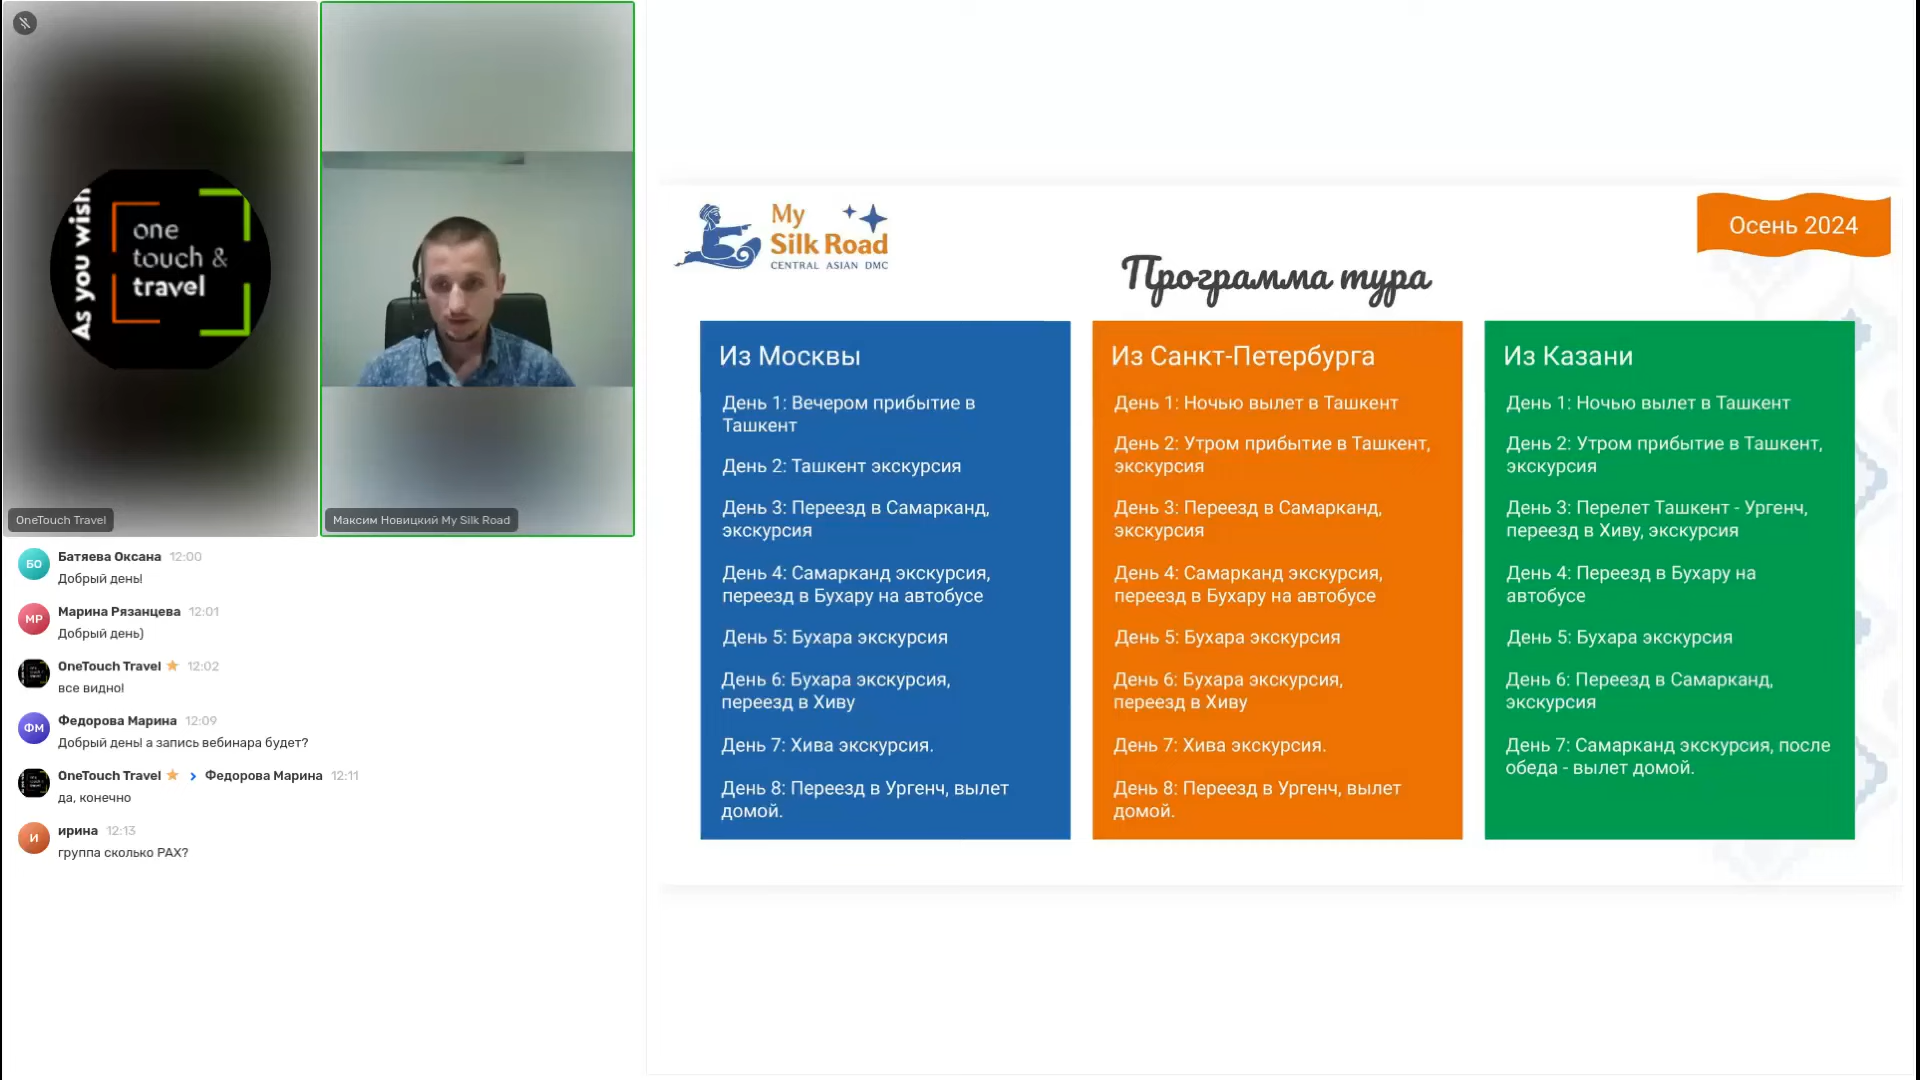 As you wish
one
touch &
travel
OneTouch Travel
Максим Новицкий My Silk Road
БО
Батяева Оксана 12:00
Добрый день!
МР
Марина Рязанцева 12:01
Добрый день)
OneTouch Travel 12:02
все видно!
ФМ
Федорова Марина 12:09
Добрый день! а запись вебинара будет?
OneTouch Travel Федорова Марина 12:11
да, конечно
И
ирина 12:13
группа сколько РАХ?
My
Silk Road
CENTRAL ASIAN DMC
Осень 2024
Программа тура
Из Москвы
День 1: Вечером прибытие в
Ташкент
День 2: Ташкент экскурсия
День 3: Переезд в Самарканд,
экскурсия
День 4: Самарканд экскурсия,
переезд в Бухару на автобусе
День 5: Бухара экскурсия
День 6: Бухара экскурсия,
переезд в Хиву
День 7: Хива экскурсия.
День 8: Переезд в Ургенч, вылет
домой.
Из Санкт-Петербурга
День 1: Ночью вылет в Ташкент
День 2: Утром прибытие в Ташкент,
экскурсия
День 3: Переезд в Самарканд,
экскурсия
День 4: Самарканд экскурсия,
переезд в Бухару на автобусе
День 5: Бухара экскурсия
День 6: Бухара экскурсия,
переезд в Хиву
День 7: Хива экскурсия.
День 8: Переезд в Ургенч, вылет
домой.
Из Казани
День 1: Ночью вылет в Ташкент
День 2: Утром прибытие в Ташкент,
экскурсия
День 3: Перелет Ташкент - Ургенч,
переезд в Хиву, экскурсия
День 4: Переезд в Бухару на
автобусе
День 5: Бухара экскурсия
День 6: Переезд в Самарканд,
экскурсия
День 7: Самарканд экскурсия, после
обеда - вылет домой.